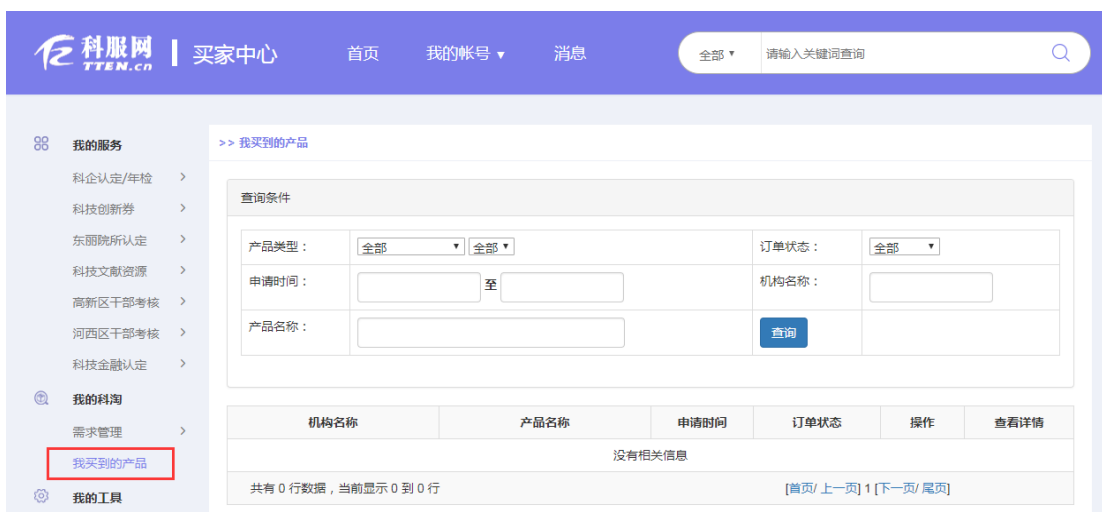 科服网 TTEN.cn | 买家中心 首页 我的帐号 ▼ 消息 全部 ▼ 请输入关键词查询
我的服务
科企认定/年检 >
科技创新券 >
东丽院所认定 >
科技文献资源 >
高新区干部考核 >
河西区干部考核 >
科技金融认定 >
我的科淘
需求管理 >
我买到的产品
我的工具
>> 我买到的产品
查询条件
产品类型： 全部 ▼ 全部 ▼ 订单状态： 全部 ▼
申请时间： 至 机构名称：
产品名称： 查询
机构名称 产品名称 申请时间 订单状态 操作 查看详情
没有相关信息
共有 0 行数据，当前显示 0 到 0 行 [首页/ 上一页] 1 [下一页/ 尾页]